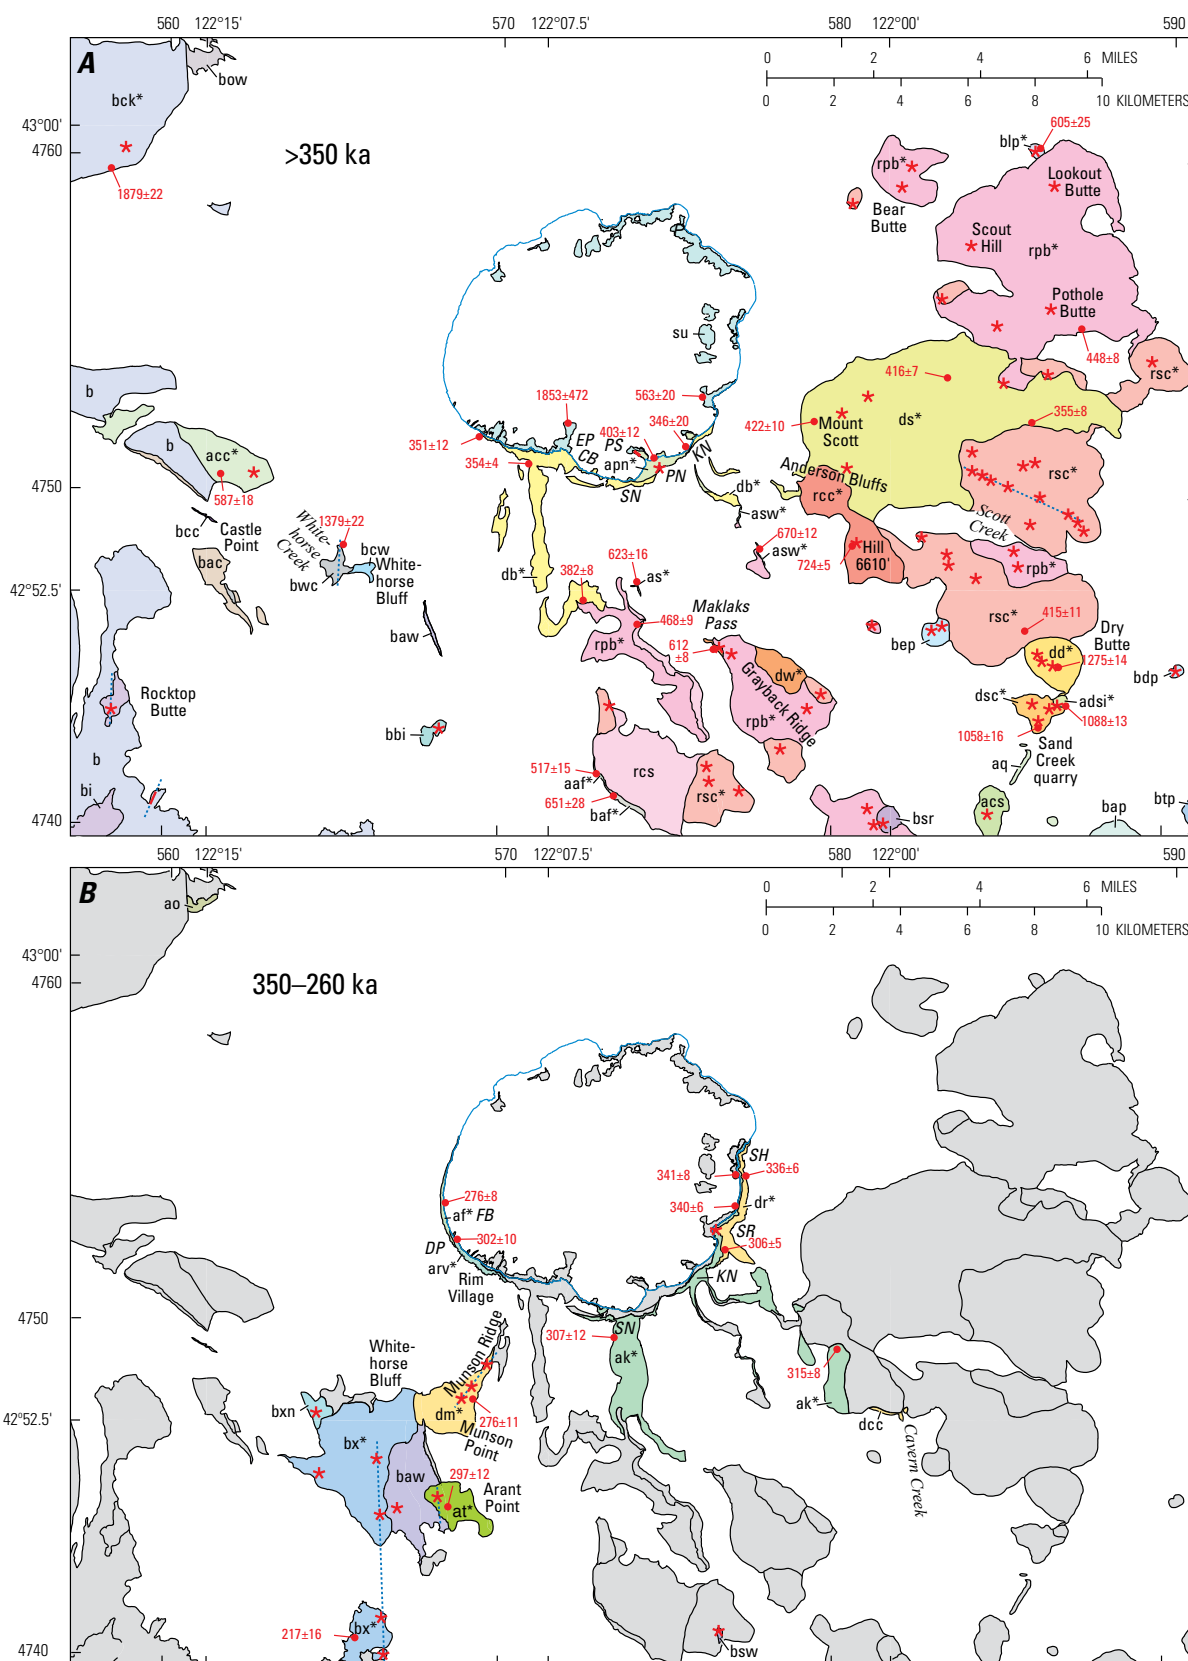 560 122°15' 570 122°07.5' 580 122°00' 590
A
0 2 4 6 MILES
0 2 4 6 8 10 KILOMETERS
bow
bck*
43°00'
4760
>350 ka
1879±22
blp*
605±25
rpb*
Lookout
Butte
Bear
Butte
Scout
Hill
rpb*
Pothole
Butte
su
448±8
rsc*
416±7
b
1853±472
563±20
346±20
403±12
351±12
354±4
EP
CB
PS
apn*
PN
KN
SN
422±10
Mount
Scott
ds*
355±8
b
acc*
587±18
4750
Anderson Bluffs
rcc*
rsc*
db*
asw*
Scott
Creek
bcc
Castle
Point
White-
horse
Creek
1379±22
bcw
White-
horse
Bluff
bwc
bac
670±12
asw*
724±5
Hill
6610'
rpb*
42°52.5'
db*
623±16
as*
382±8
468±9
Maklaks
Pass
612
±8
rpb*
baw
rsc*
415±11
bep
Dry
Butte
dd*
1275±14
bdp
dw*
Grayback Ridge
rpb*
Rocktop
Butte
dsc*
adsi*
1088±13
1058±16
Sand
Creek
quarry
bbi
b
517±15
aaf*
rcs
651±28
baf*
rsc*
aq
bi
acs
bap
btp
bsr
4740
560 122°15' 570 122°07.5' 580 122°00' 590
B
0 2 4 6 MILES
0 2 4 6 8 10 KILOMETERS
ao
43°00'
4760
350–260 ka
SH
341±8
336±6
276±8
340±6
dr*
af* FB
SR
DP
302±10
306±5
arv*
Rim
Village
KN
4750
SN
307±12
ak*
Munson Ridge
White-
horse
Bluff
315±8
ak*
dcc
Cavern Creek
bxn
dm*
276±11
Munson
Point
42°52.5'
bx*
baw
297±12
Arant
Point
at*
bx*
217±16
bsw
4740